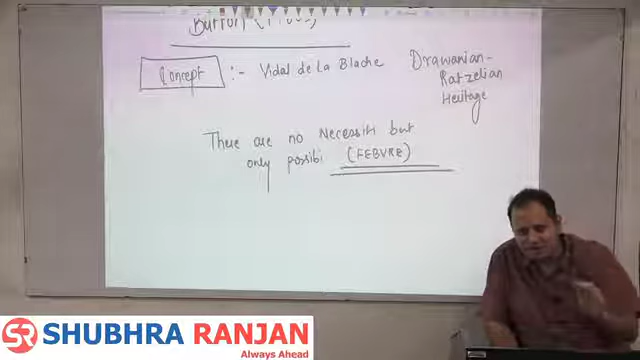 Concept :- Vidal de La Blache
Drawanian-
Ratzelian
Heritage
There are no Necessiti but
only possibi (FEBVRE)
SR SHUBHRA RANJAN
Always Ahead